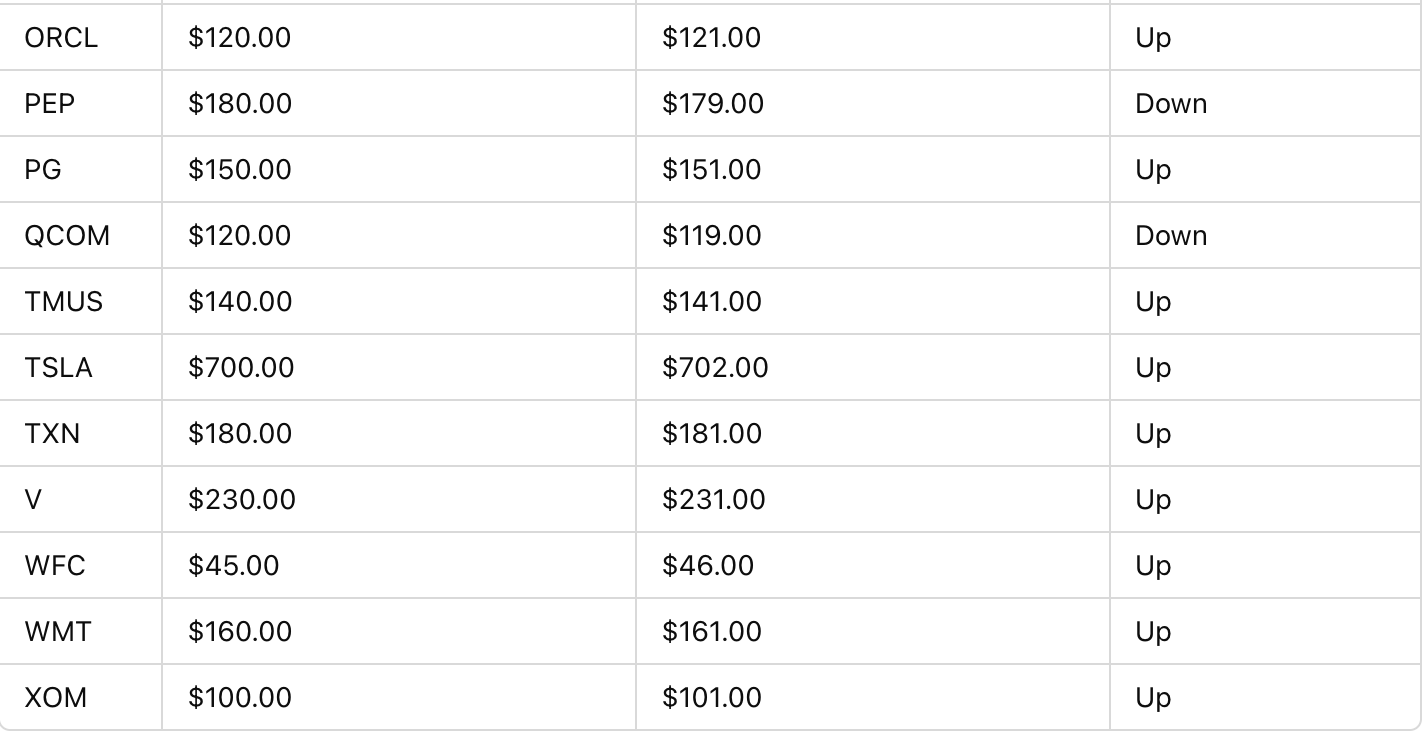 ORCL $120.00 $121.00 Up
PEP $180.00 $179.00 Down
PG $150.00 $151.00 Up
QCOM $120.00 $119.00 Down
TMUS $140.00 $141.00 Up
TSLA $700.00 $702.00 Up
TXN $180.00 $181.00 Up
V $230.00 $231.00 Up
WFC $45.00 $46.00 Up
WMT $160.00 $161.00 Up
XOM $100.00 $101.00 Up